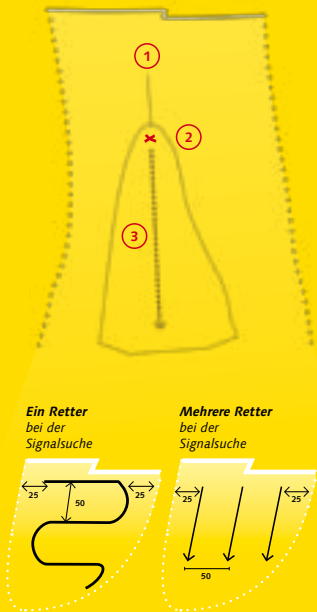 1
2
3
Ein Retter
bei der
Signalsuche
25
50
25
Mehrere Retter
bei der
Signalsuche
25
25
50